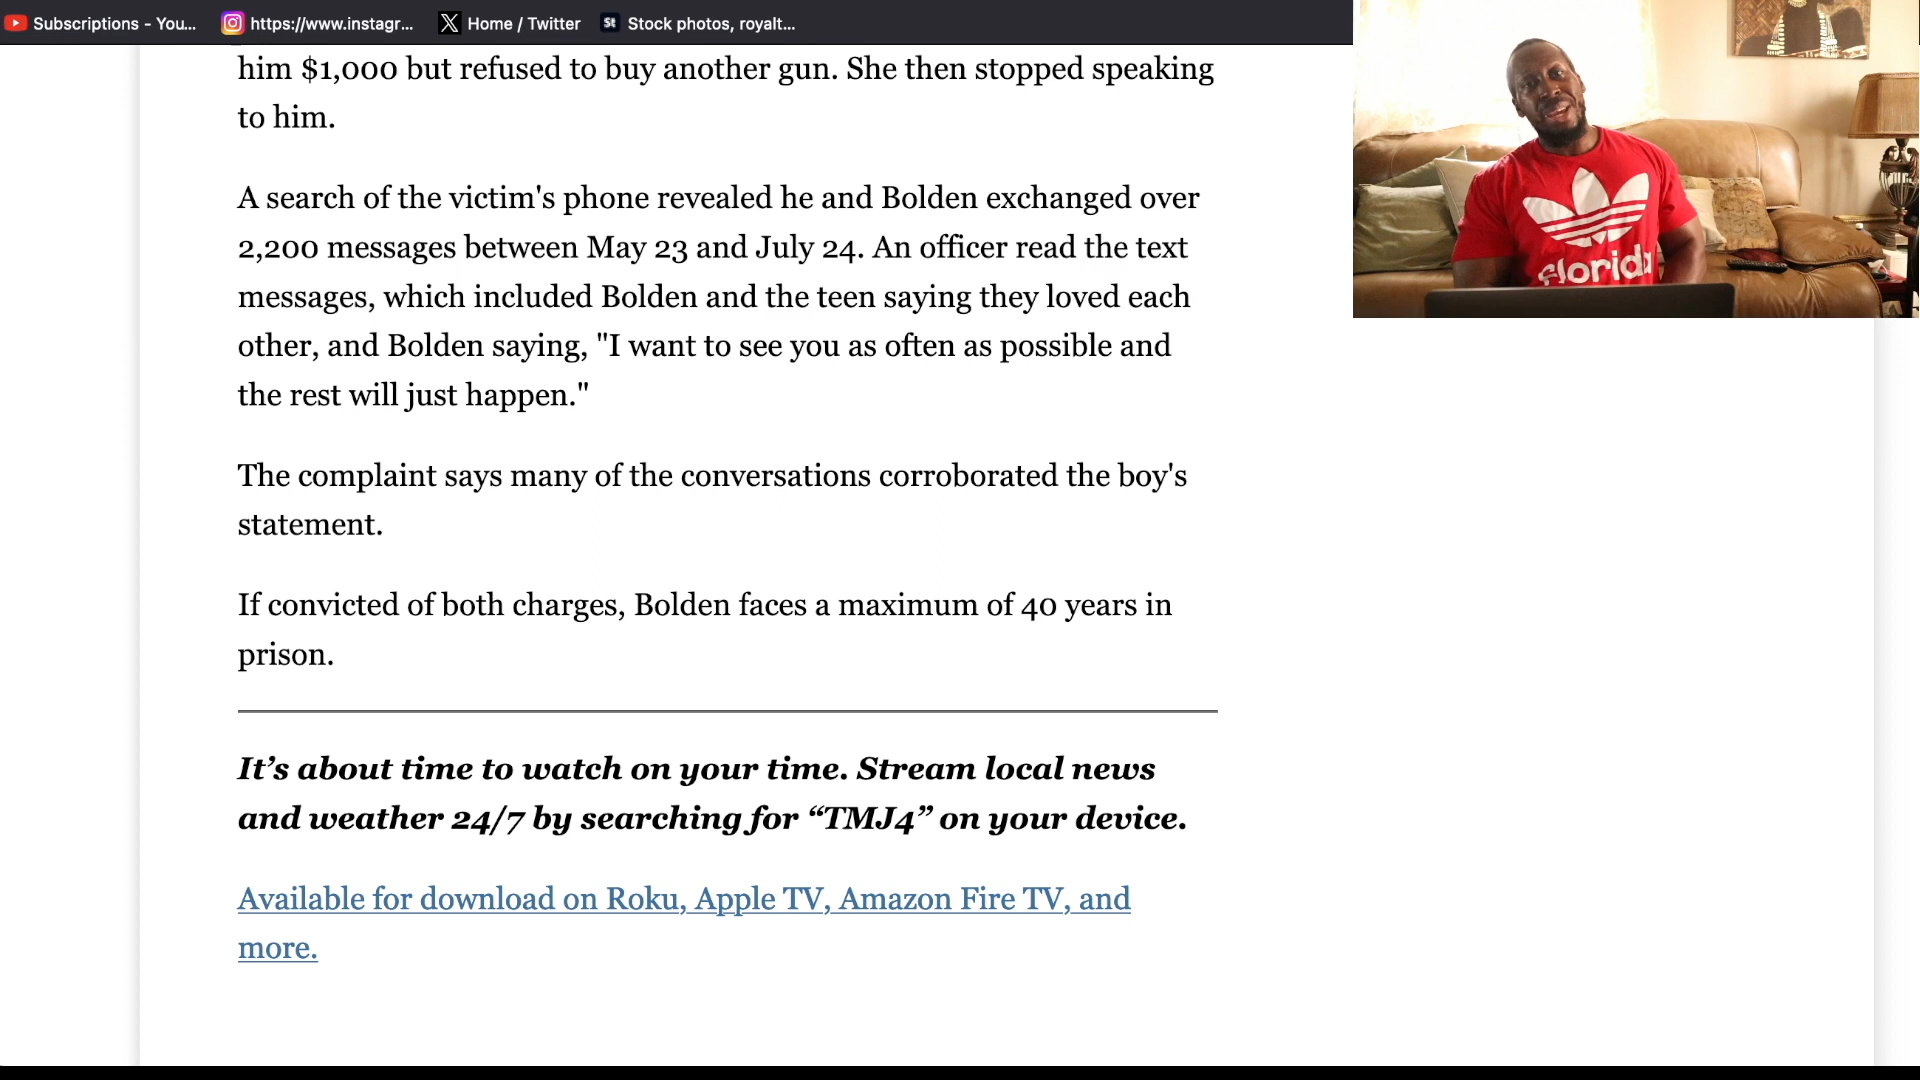 Subscriptions - You...
https://www.instagr...
Home / Twitter
St
Stock photos, royalt...
him $1,000 but refused to buy another gun. She then stopped speaking
to him.
A search of the victim's phone revealed he and Bolden exchanged over
2,200 messages between May 23 and July 24. An officer read the text
messages, which included Bolden and the teen saying they loved each
other, and Bolden saying, "I want to see you as often as possible and
the rest will just happen."
The complaint says many of the conversations corroborated the boy's
statement.
If convicted of both charges, Bolden faces a maximum of 40 years in
prison.
It’s about time to watch on your time. Stream local news
and weather 24/7 by searching for “TMJ4” on your device.
Available for download on Roku, Apple TV, Amazon Fire TV, and
more.
florida